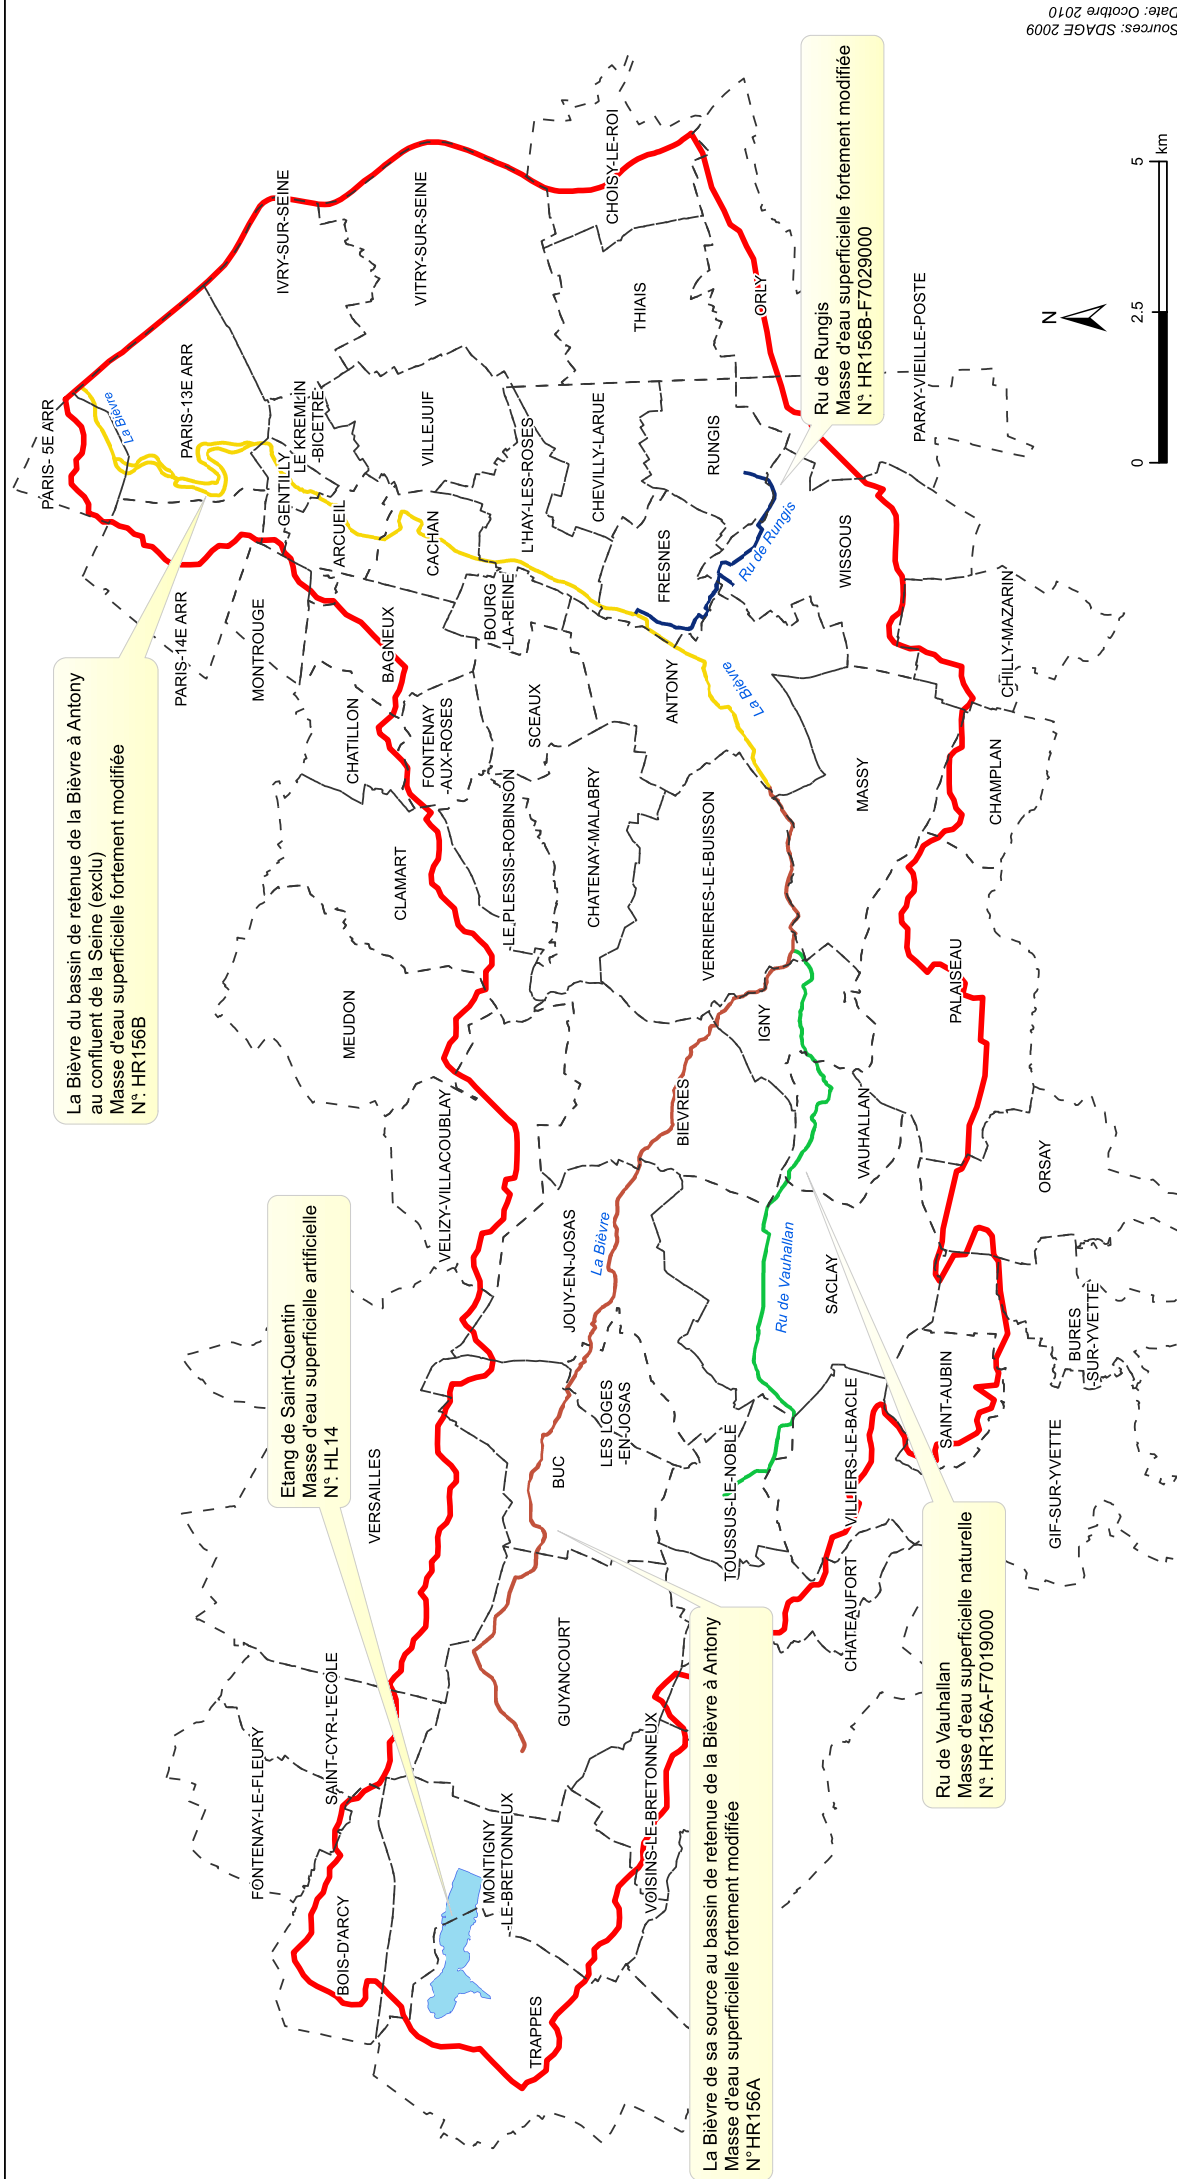 La Bièvre du bassin de retenue de la Bièvre à Antony
au confluent de la Seine (exclu)
Masse d'eau superficielle fortement modifiée
N°: HR156B
Etang de Saint-Quentin
Masse d'eau superficielle artificielle
N°: HL14
La Bièvre de sa source au bassin de retenue de la Bièvre à Antony
Masse d'eau superficielle fortement modifiée
N°HR156A
Ru de Vauhallan
Masse d'eau superficielle naturelle
N°: HR156A-F7019000
Ru de Rungis
Masse d'eau superficielle fortement modifiée
N°: HR156B-F7029000
PARIS- 5E ARR
PARIS-13E ARR
PARIS-14E ARR
La Bièvre
IVRY-SUR-SEINE
MONTROUGE
GENTILLY
LE KREMLIN
-BICETRE
ARCUEIL
VITRY-SUR-SEINE
VILLEJUIF
CACHAN
BAGNEUX
CHATILLON
FONTENAY
-AUX-ROSES
CLAMART
MEUDON
VELIZY-VILLACOUBLAY
VERSAILLES
SAINT-CYR-L'ECOLE
FONTENAY-LE-FLEURY
BOIS-D'ARCY
MONTIGNY
-LE-BRETONNEUX
TRAPPES
VOISINS-LE-BRETONNEUX
GUYANCOURT
BUC
LES LOGES
-EN-JOSAS
JOUY-EN-JOSAS
La Bièvre
BIEVRES
IGNY
VERRIERES-LE-BUISSON
CHATENAY-MALABRY
LE PLESSIS-ROBINSON
SCEAUX
BOURG
-LA-REINE
L'HAY-LES-ROSES
CHEVILLY-LARUE
FRESNES
ANTONY
La Bièvre
RUNGIS
Ru de Rungis
THIAIS
CHOISY-LE-ROI
ORLY
PARAY-VIEILLE-POSTE
WISSOUS
CHILLY-MAZARIN
MASSY
CHAMPLAN
PALAISEAU
VAUHALLAN
ORSAY
SACLAY
Ru de Vauhallan
TOUSSUS-LE-NOBLE
VILLIERS-LE-BACLE
CHATEAUFORT
SAINT-AUBIN
BURES
-SUR-YVETTE
GIF-SUR-YVETTE
N
0
2.5
5
km
Sources: SDAGE 2009
Date: Ocotbre 2010